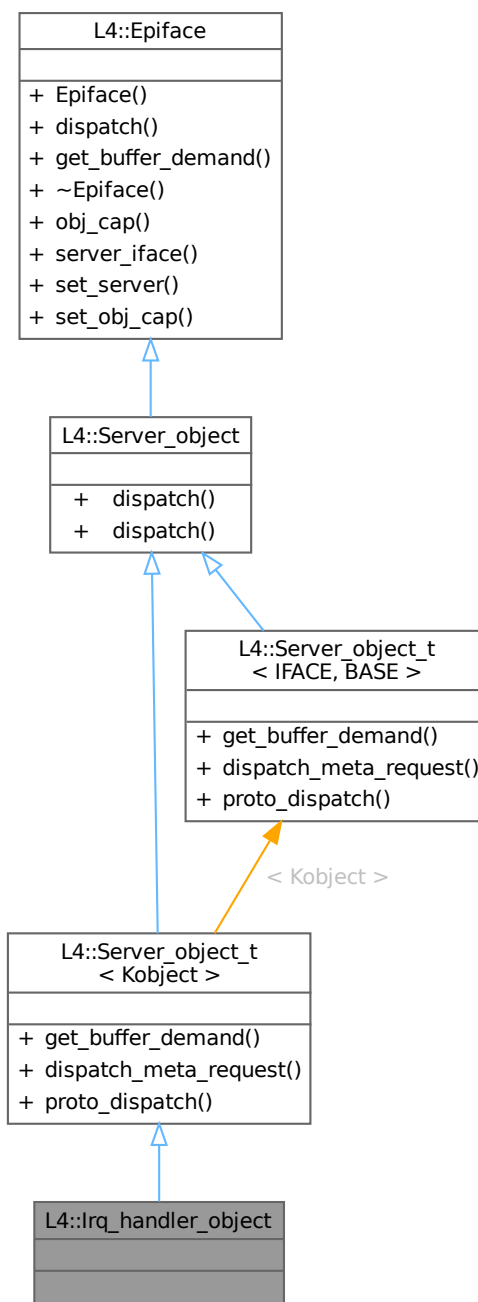 L4::Epiface
+ Epiface()
+ dispatch()
+ get_buffer_demand()
+ ~Epiface()
+ obj_cap()
+ server_iface()
+ set_server()
+ set_obj_cap()
L4::Server_object
+ dispatch()
+ dispatch()
L4::Server_object_t
< IFACE, BASE >
+ get_buffer_demand()
+ dispatch_meta_request()
+ proto_dispatch()
< Kobject >
L4::Server_object_t
< Kobject >
+ get_buffer_demand()
+ dispatch_meta_request()
+ proto_dispatch()
L4::Irq_handler_object